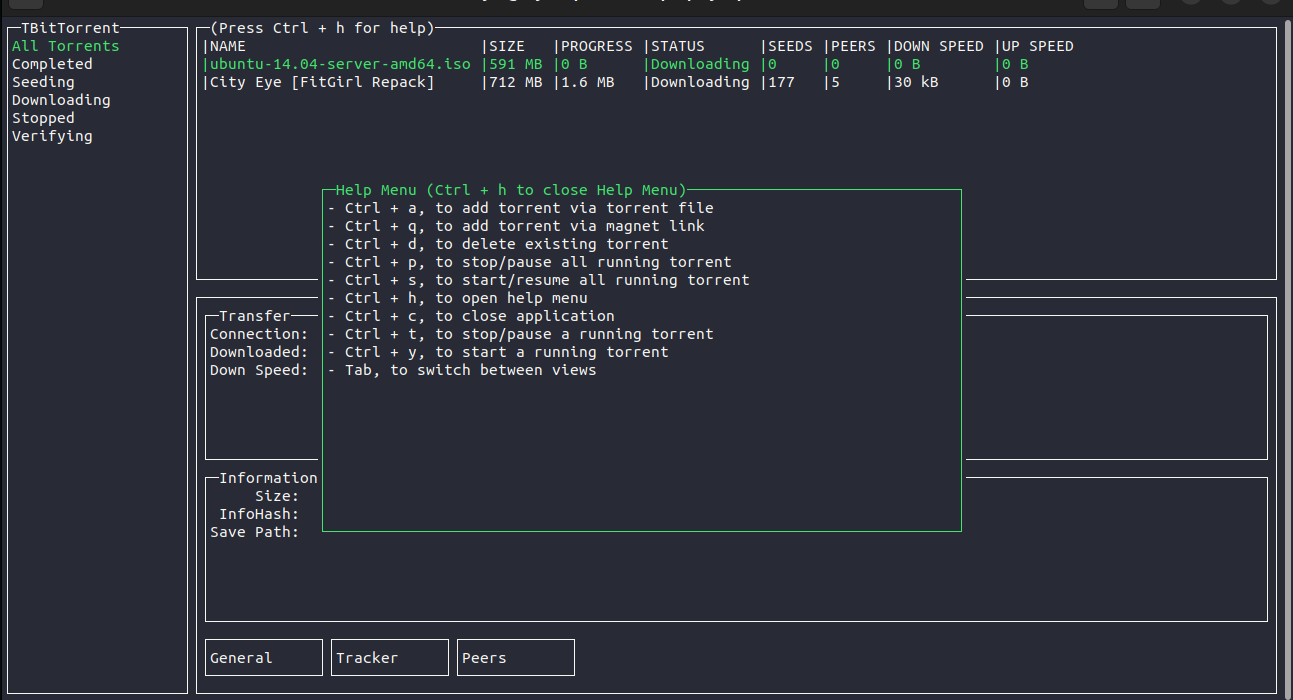 TBitTorrent
All Torrents
Completed
Seeding
Downloading
Stopped
Verifying
(Press Ctrl + h for help)
|NAME |SIZE |PROGRESS |STATUS |SEEDS |PEERS |DOWN SPEED |UP SPEED
|ubuntu-14.04-server-amd64.iso |591 MB |0 B |Downloading |0 |0 |0 B |0 B
|City Eye [FitGirl Repack] |712 MB |1.6 MB |Downloading |177 |5 |30 kB |0 B
Help Menu (Ctrl + h to close Help Menu)
- Ctrl + a, to add torrent via torrent file
- Ctrl + q, to add torrent via magnet link
- Ctrl + d, to delete existing torrent
- Ctrl + p, to stop/pause all running torrent
- Ctrl + s, to start/resume all running torrent
- Ctrl + h, to open help menu
- Ctrl + c, to close application
- Ctrl + t, to stop/pause a running torrent
- Ctrl + y, to start a running torrent
- Tab, to switch between views
Transfer
Connection:
Downloaded:
Down Speed:
Information
Size:
InfoHash:
Save Path:
General
Tracker
Peers